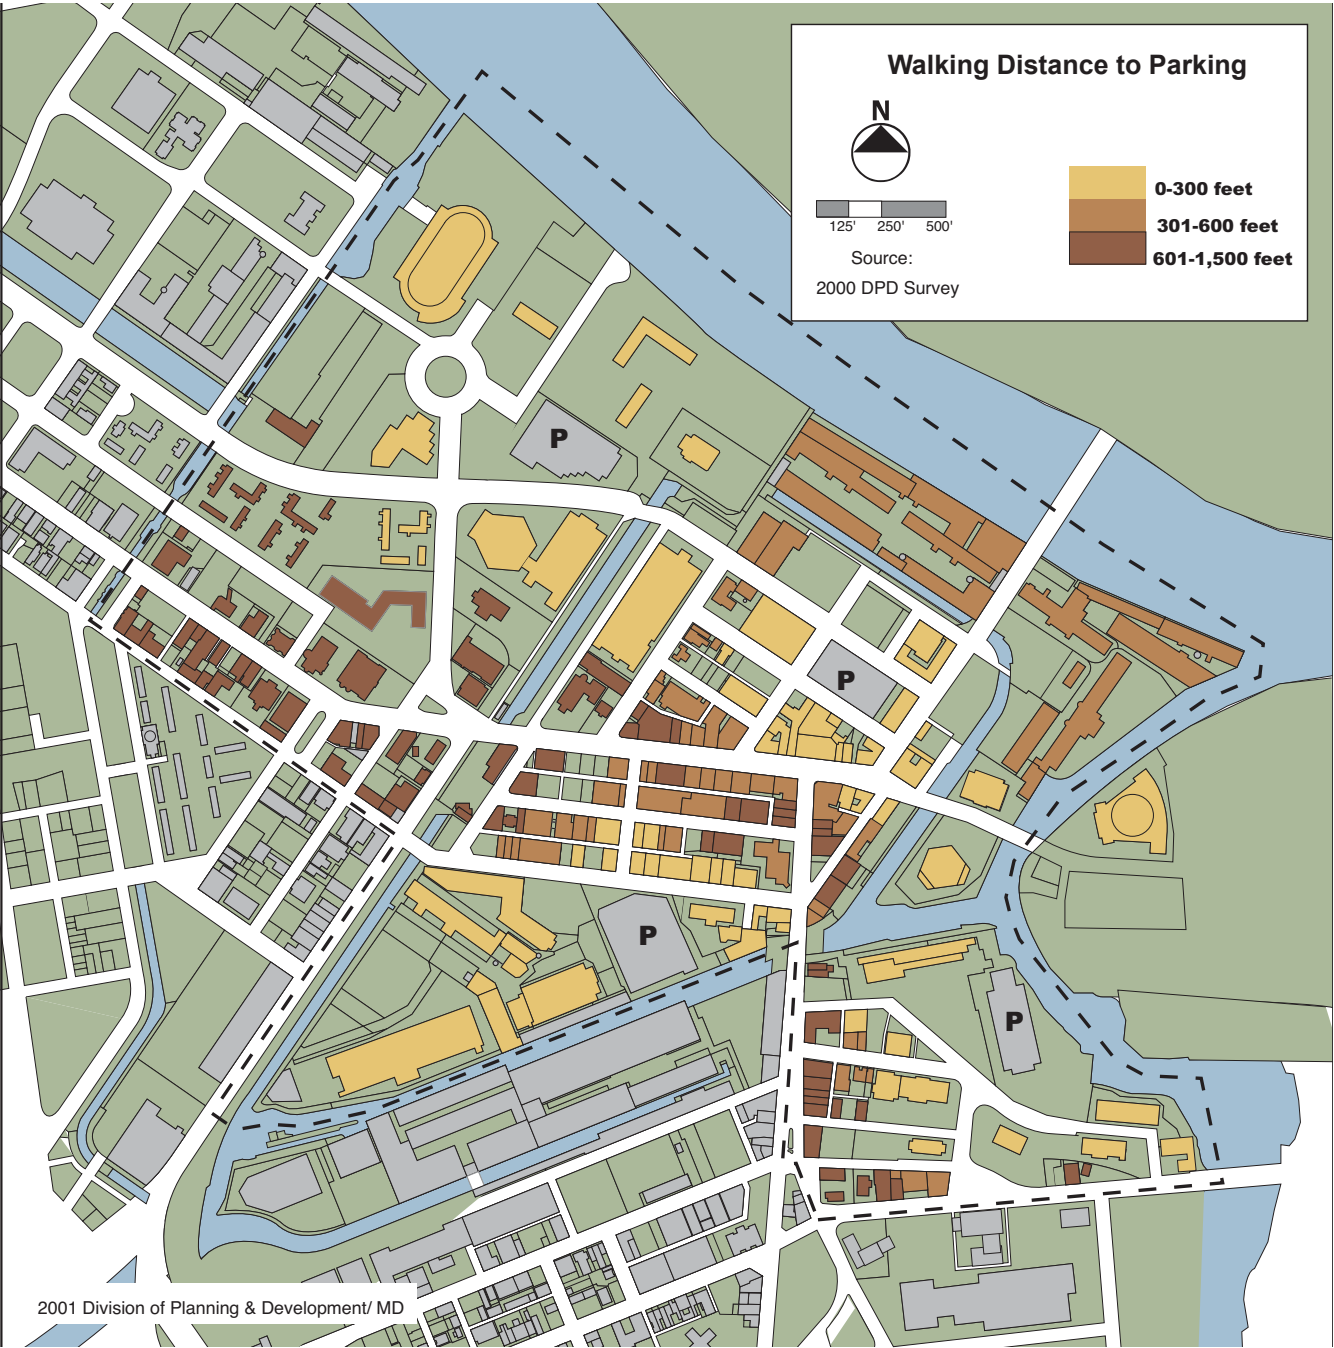 Walking Distance to Parking
N
125' 250' 500'
Source:
2000 DPD Survey
0-300 feet
301-600 feet
601-1,500 feet
P
P
P
P
2001 Division of Planning & Development/ MD